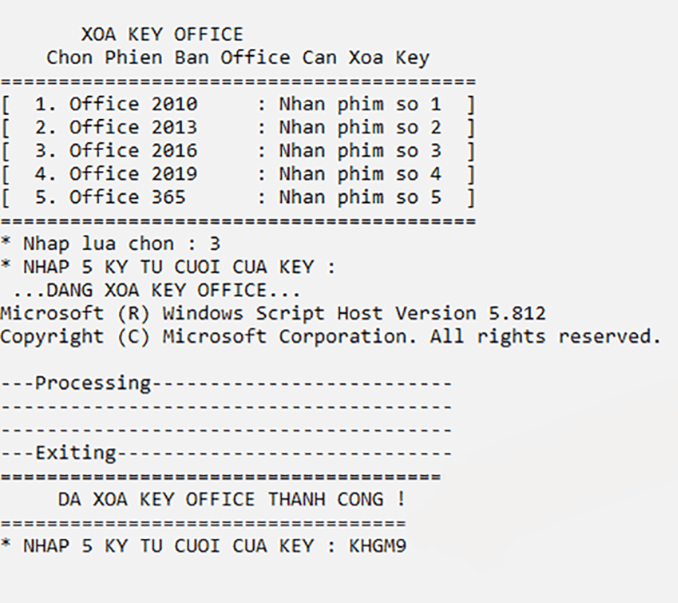 XOA KEY OFFICE
Chon Phien Ban Office Can Xoa Key
=========================================
[  1. Office 2010     : Nhan phim so 1  ]
[  2. Office 2013     : Nhan phim so 2  ]
[  3. Office 2016     : Nhan phim so 3  ]
[  4. Office 2019     : Nhan phim so 4  ]
[  5. Office 365      : Nhan phim so 5  ]
=========================================
* Nhap lua chon : 3
* NHAP 5 KY TU CUOI CUA KEY :
...DANG XOA KEY OFFICE...
Microsoft (R) Windows Script Host Version 5.812
Copyright (C) Microsoft Corporation. All rights reserved.
---Processing--------------------------
---------------------------------------
---------------------------------------
---Exiting-----------------------------
======================================
DA XOA KEY OFFICE THANH CONG !
===================================
* NHAP 5 KY TU CUOI CUA KEY : KHGM9